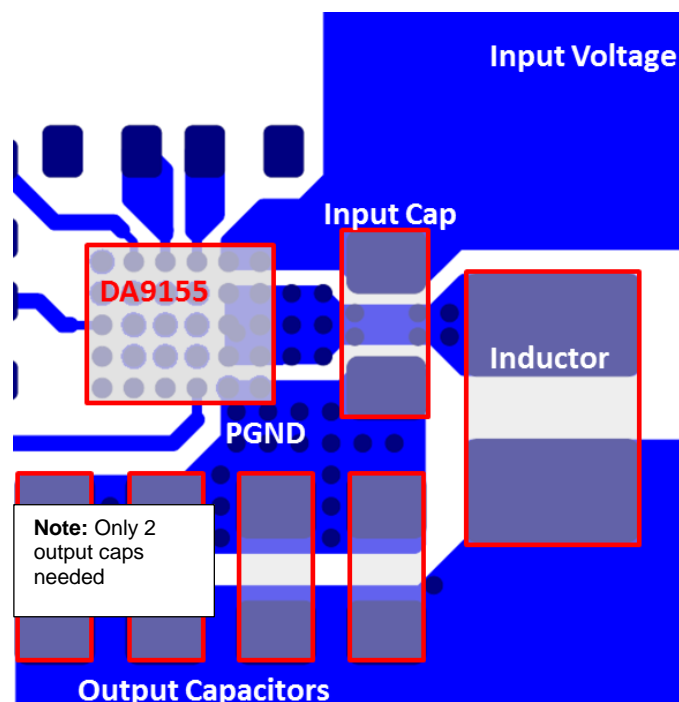 Input Voltage
Input Cap
DA9155
Inductor
PGND
Note: Only 2
output caps
needed
Output Capacitors